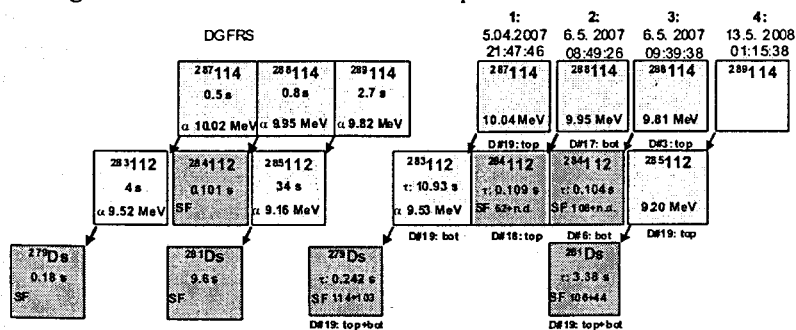 1: 2: 3: 4:
DGFRS 5.04.2007 6.5. 2007 6.5. 2007 13.5. 2008
21:47:46 08:49:26 09:39:38 01:15:38
287114 288114 289114 287114 288114 288114 289114
0.5 s 0.8 s 2.7 s
α 10.02 MeV α 9.95 MeV α 9.82 MeV 10.04 MeV 9.95 MeV 9.81 MeV
D#19: top D#17: bot D#3: top
283112 284112 285112 283112 284112 284112 285112
4 s 0.101 s 34 s τ: 10.93 s τ: 0.109 s τ: 0.104 s
α 9.52 MeV SF α 9.16 MeV α 9.53 MeV SF 62+n.d. SF 108+n.d. 9.20 MeV
D#19: bot D#18: top D#6: bot D#19: top
279Ds 281Ds 279Ds 281Ds
0.18 s 9.6 s τ: 0.242 s τ: 3.38 s
SF SF SF 114+103 SF 106+44
D#19: top+bot D#19: top+bot